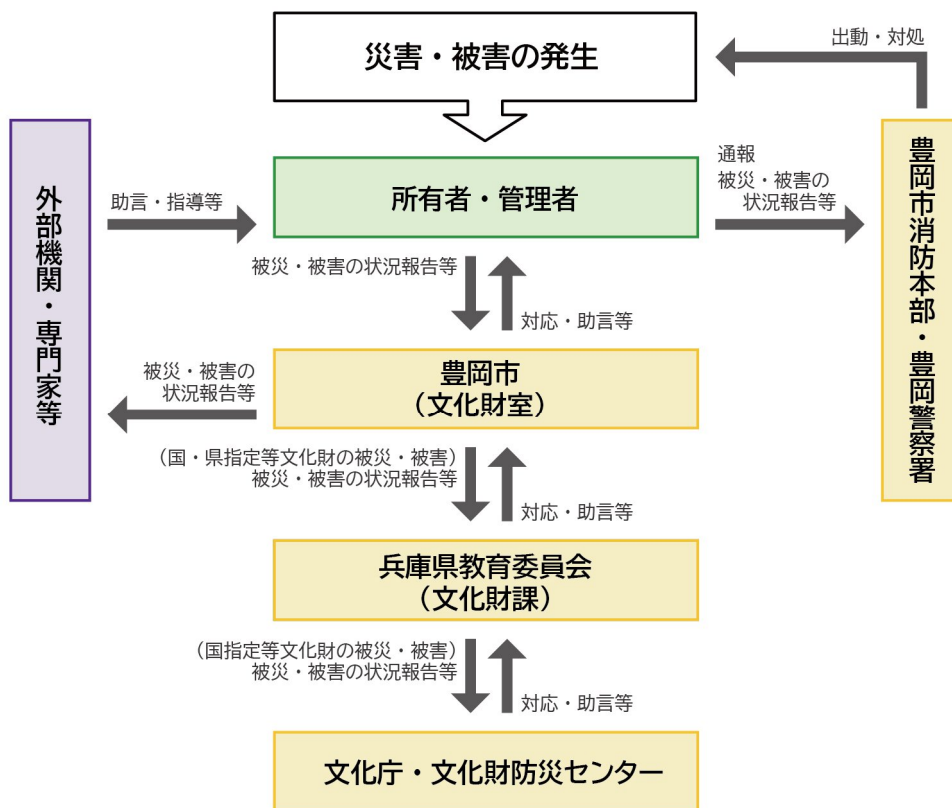 災害・被害の発生
出動・対処
外部機関・専門家等
助言・指導等
所有者・管理者
通報
被災・被害の
状況報告等
豊岡市消防本部・豊岡警察署
被災・被害の状況報告等
対応・助言等
被災・被害の
状況報告等
豊岡市
（文化財室）
（国・県指定等文化財の被災・被害）
被災・被害の状況報告等
対応・助言等
兵庫県教育委員会
（文化財課）
（国指定等文化財の被災・被害）
被災・被害の状況報告等
対応・助言等
文化庁・文化財防災センター